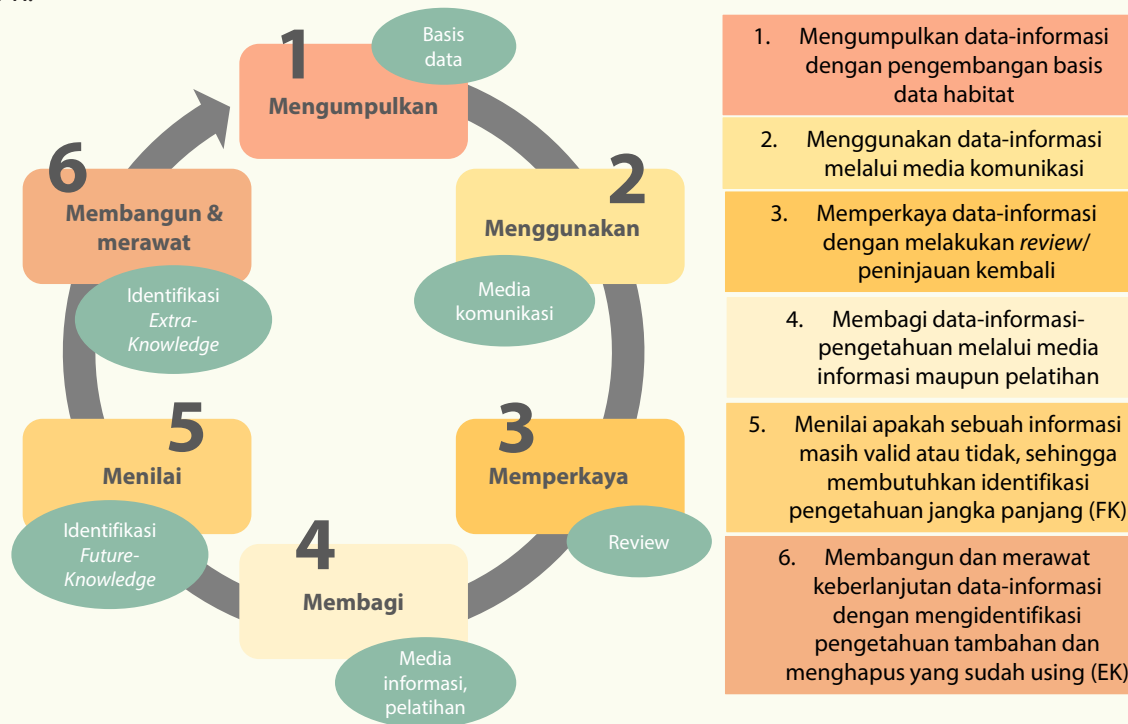 1
Basis
data
Mengumpulkan
2
Menggunakan
Media
komunikasi
3
Memperkaya
Review
4
Membagi
Media
informasi,
pelatihan
5
Menilai
Identifikasi
Future-
Knowledge
6
Membangun &
merawat
Identifikasi
Extra-
Knowledge
1. Mengumpulkan data-informasi
dengan pengembangan basis
data habitat
2. Menggunakan data-informasi
melalui media komunikasi
3. Memperkaya data-informasi
dengan melakukan review/
peninjauan kembali
4. Membagi data-informasi-
pengetahuan melalui media
informasi maupun pelatihan
5. Menilai apakah sebuah informasi
masih valid atau tidak, sehingga
membutuhkan identifikasi
pengetahuan jangka panjang (FK)
6. Membangun dan merawat
keberlanjutan data-informasi
dengan mengidentifikasi
pengetahuan tambahan dan
menghapus yang sudah using (EK)